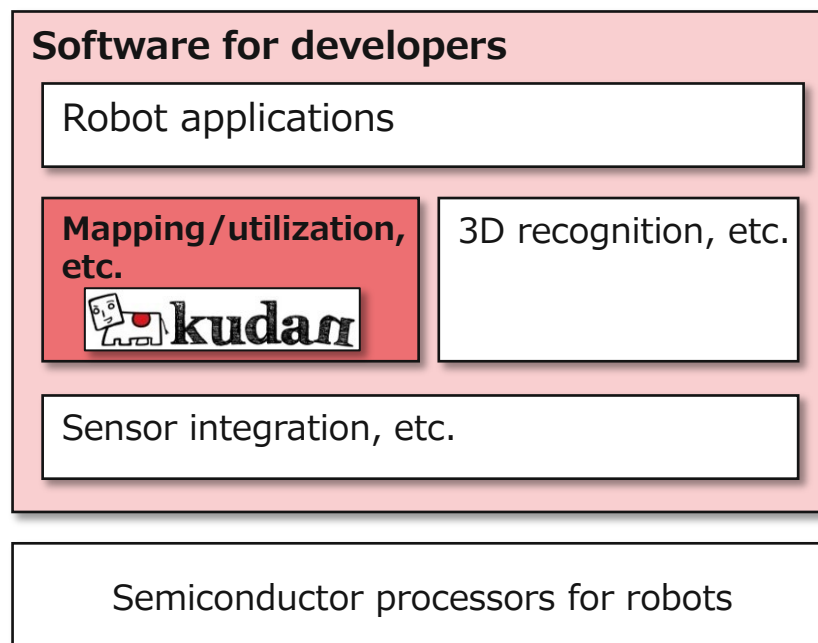 Software for developers
Robot applications
Mapping/utilization,
etc.
kudan
3D recognition, etc.
Sensor integration, etc.
Semiconductor processors for robots